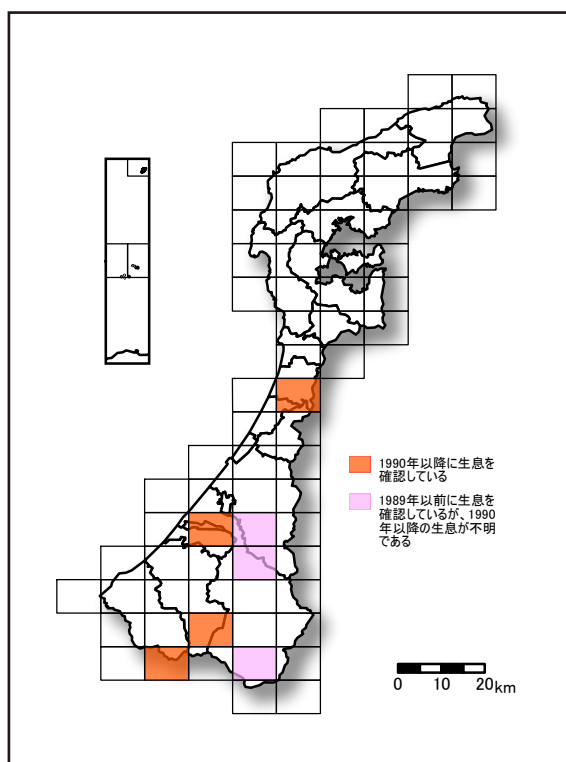 1990年以降に生息を
確認している
1989年以前に生息を
確認しているが、1990
年以降の生息が不明
である
0 10 20km